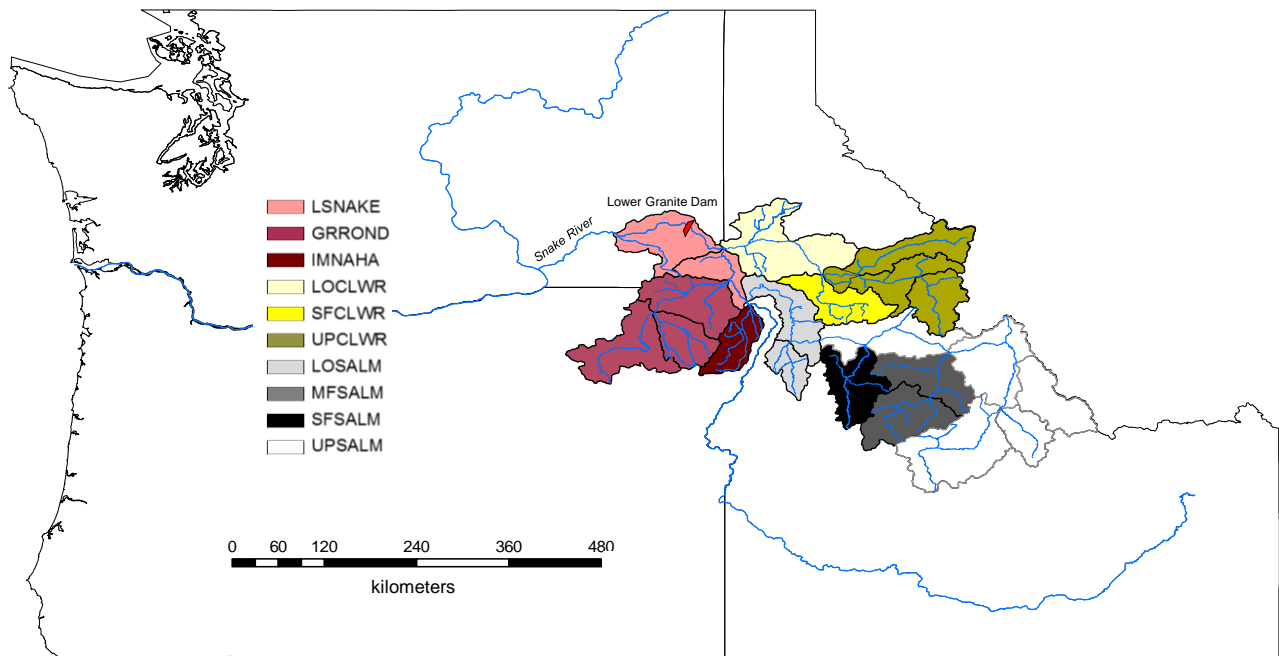 Lower Granite Dam
Snake River
LSNAKE
GRROND
IMNAHA
LOCLWR
SFCLWR
UPCLWR
LOSALM
MFSALM
SFSALM
UPSALM
0 60 120 240 360 480
kilometers